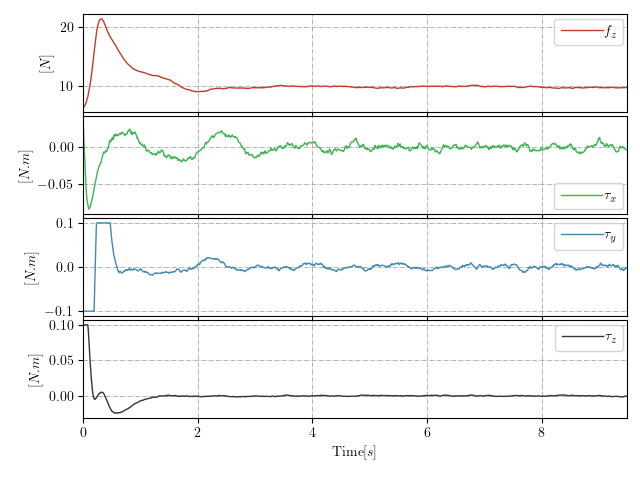 20
10
[N]
f_z
0.00
−0.05
[N.m]
τ_x
0.1
0.0
−0.1
[N.m]
τ_y
0.10
0.05
0.00
[N.m]
τ_z
0 2 4 6 8
Time[s]